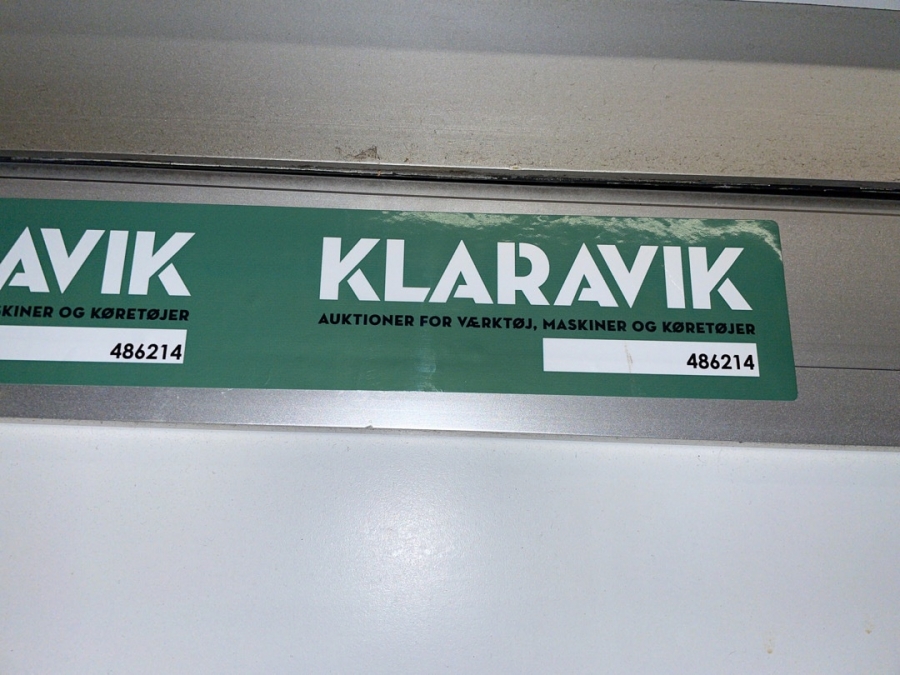 AVIK
SKINER OG KØRETØJER
486214
KLARAVIK
AUKTIONER FOR VÆRKTØJ, MASKINER OG KØRETØJER
486214